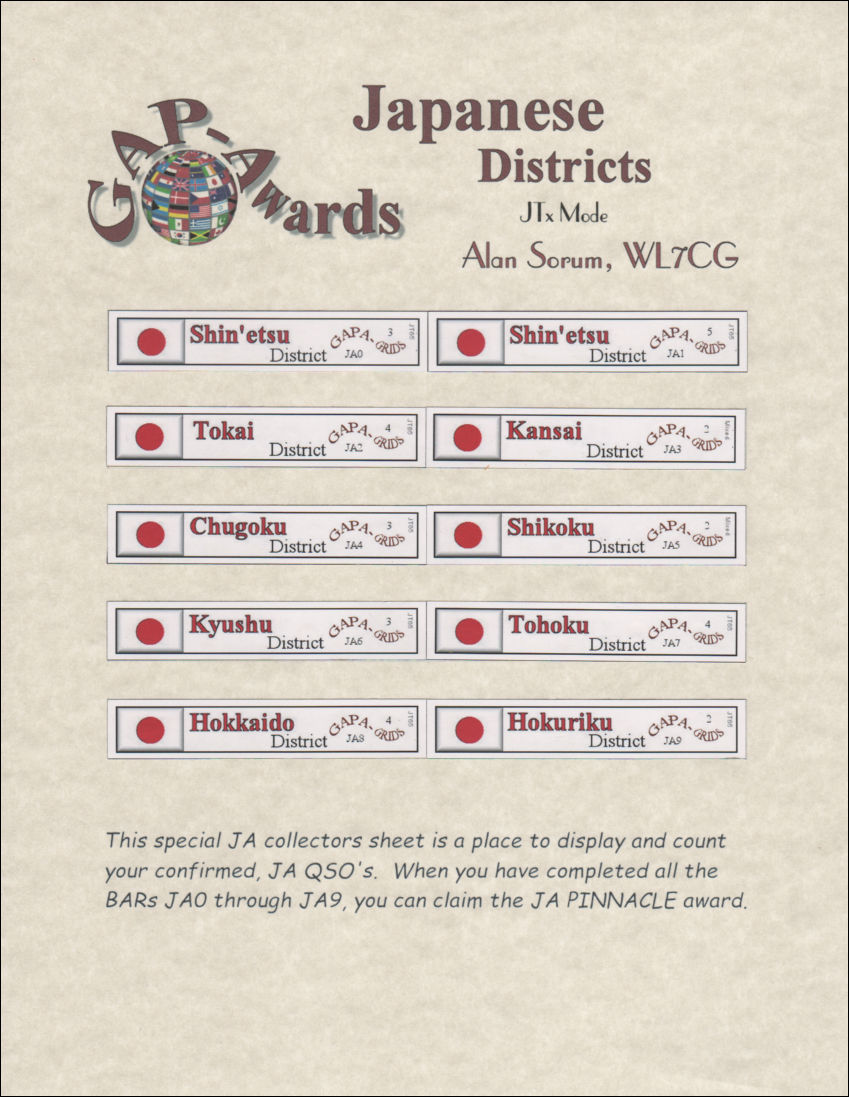 GAP-Awards
Japanese
Districts
JTx Mode
Alan Sorum, WL7CG
Shin'etsu District GAPA-GRIDS 3 JA0 JT65
Shin'etsu District GAPA-GRIDS 5 JA1 JT65
Tokai District GAPA-GRIDS 4 JA2 JT65
Kansai District GAPA-GRIDS 2 JA3 Mixed
Chugoku District GAPA-GRIDS 3 JA4 JT65
Shikoku District GAPA-GRIDS 2 JA5 Mixed
Kyushu District GAPA-GRIDS 3 JA6 JT65
Tohoku District GAPA-GRIDS 4 JA7 JT65
Hokkaido District GAPA-GRIDS 4 JA8 JT65
Hokuriku District GAPA-GRIDS 2 JA9 JT65
This special JA collectors sheet is a place to display and count
your confirmed, JA QSO's. When you have completed all the
BARs JA0 through JA9, you can claim the JA PINNACLE award.